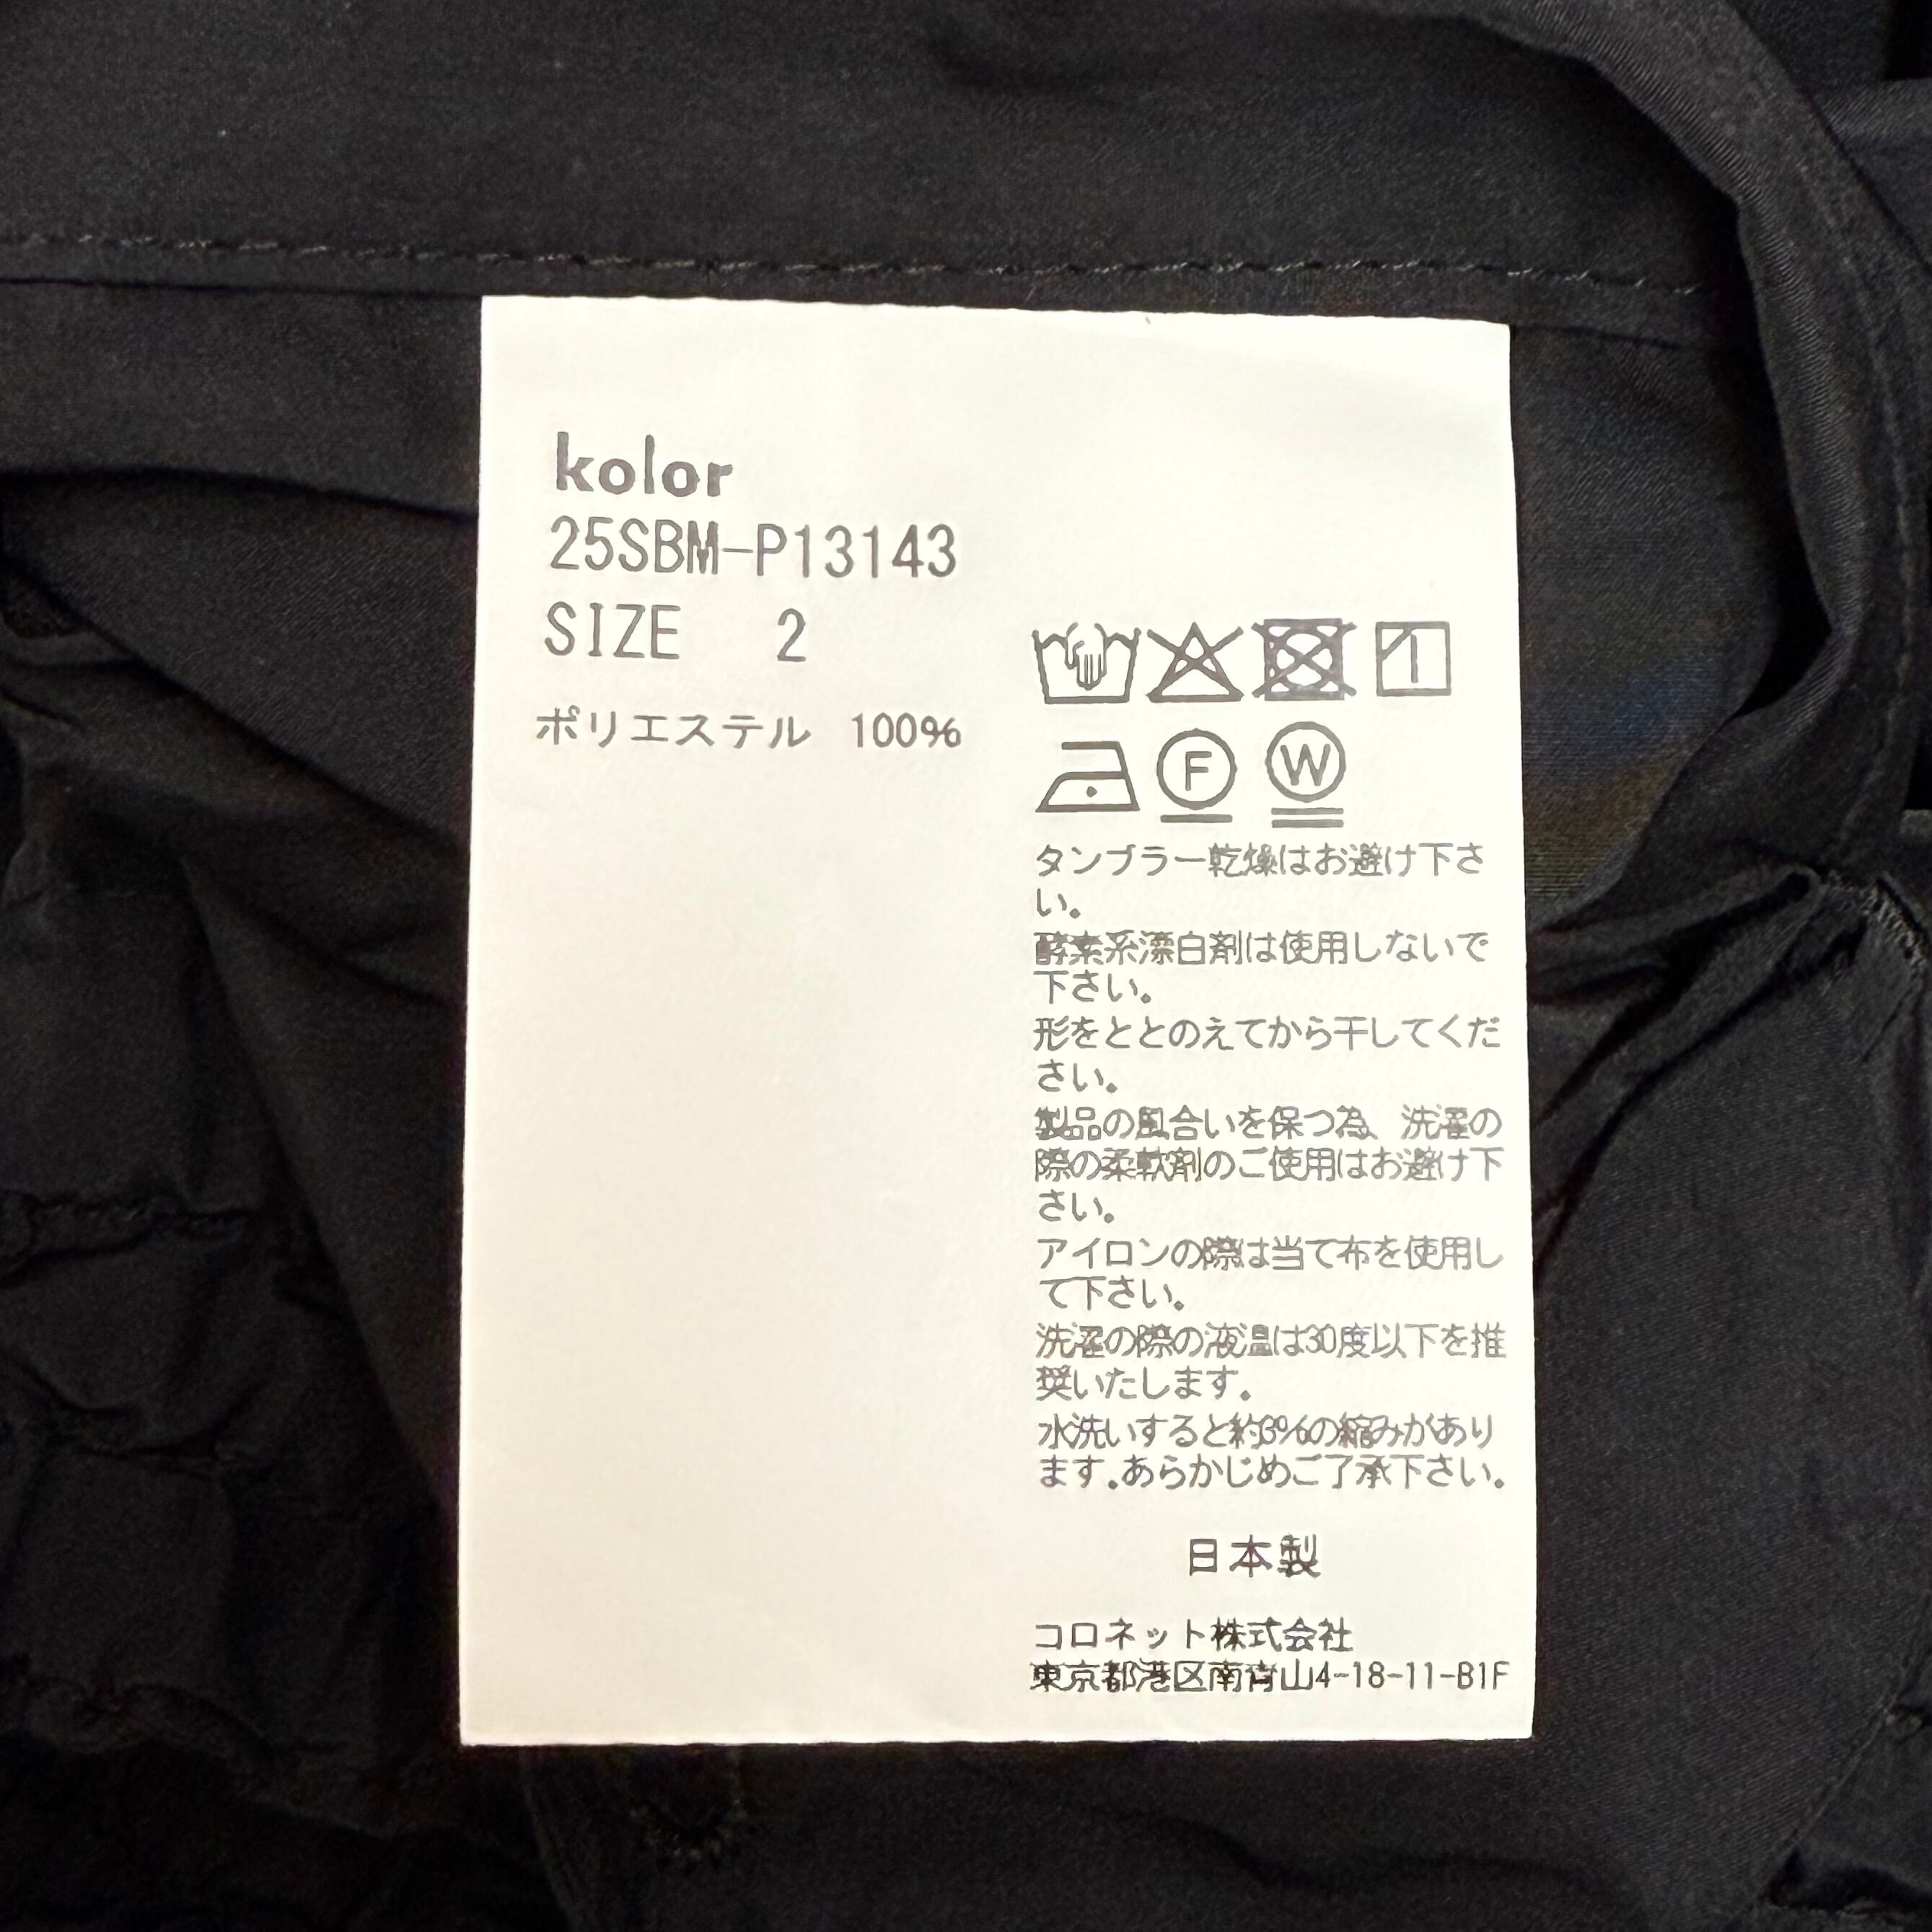 kolor
25SBM-P13143
SIZE 2
ポリエステル 100%
F W
タンブラー乾燥はお避け下さ
い。
酵素系漂白剤は使用しないで
下さい。
形をととのえてから干してくだ
さい。
製品の風合いを保つ為、洗濯の
際の柔軟剤のご使用はお避け下
さい。
アイロンの際は当て布を使用し
て下さい。
洗濯の際の液温は30度以下を推
奨いたします。
水洗いすると約3%の縮みがあり
ます.あらかじめご了承下さい。
日本製
コロネット株式会社
東京都港区南青山4-18-11-B1F